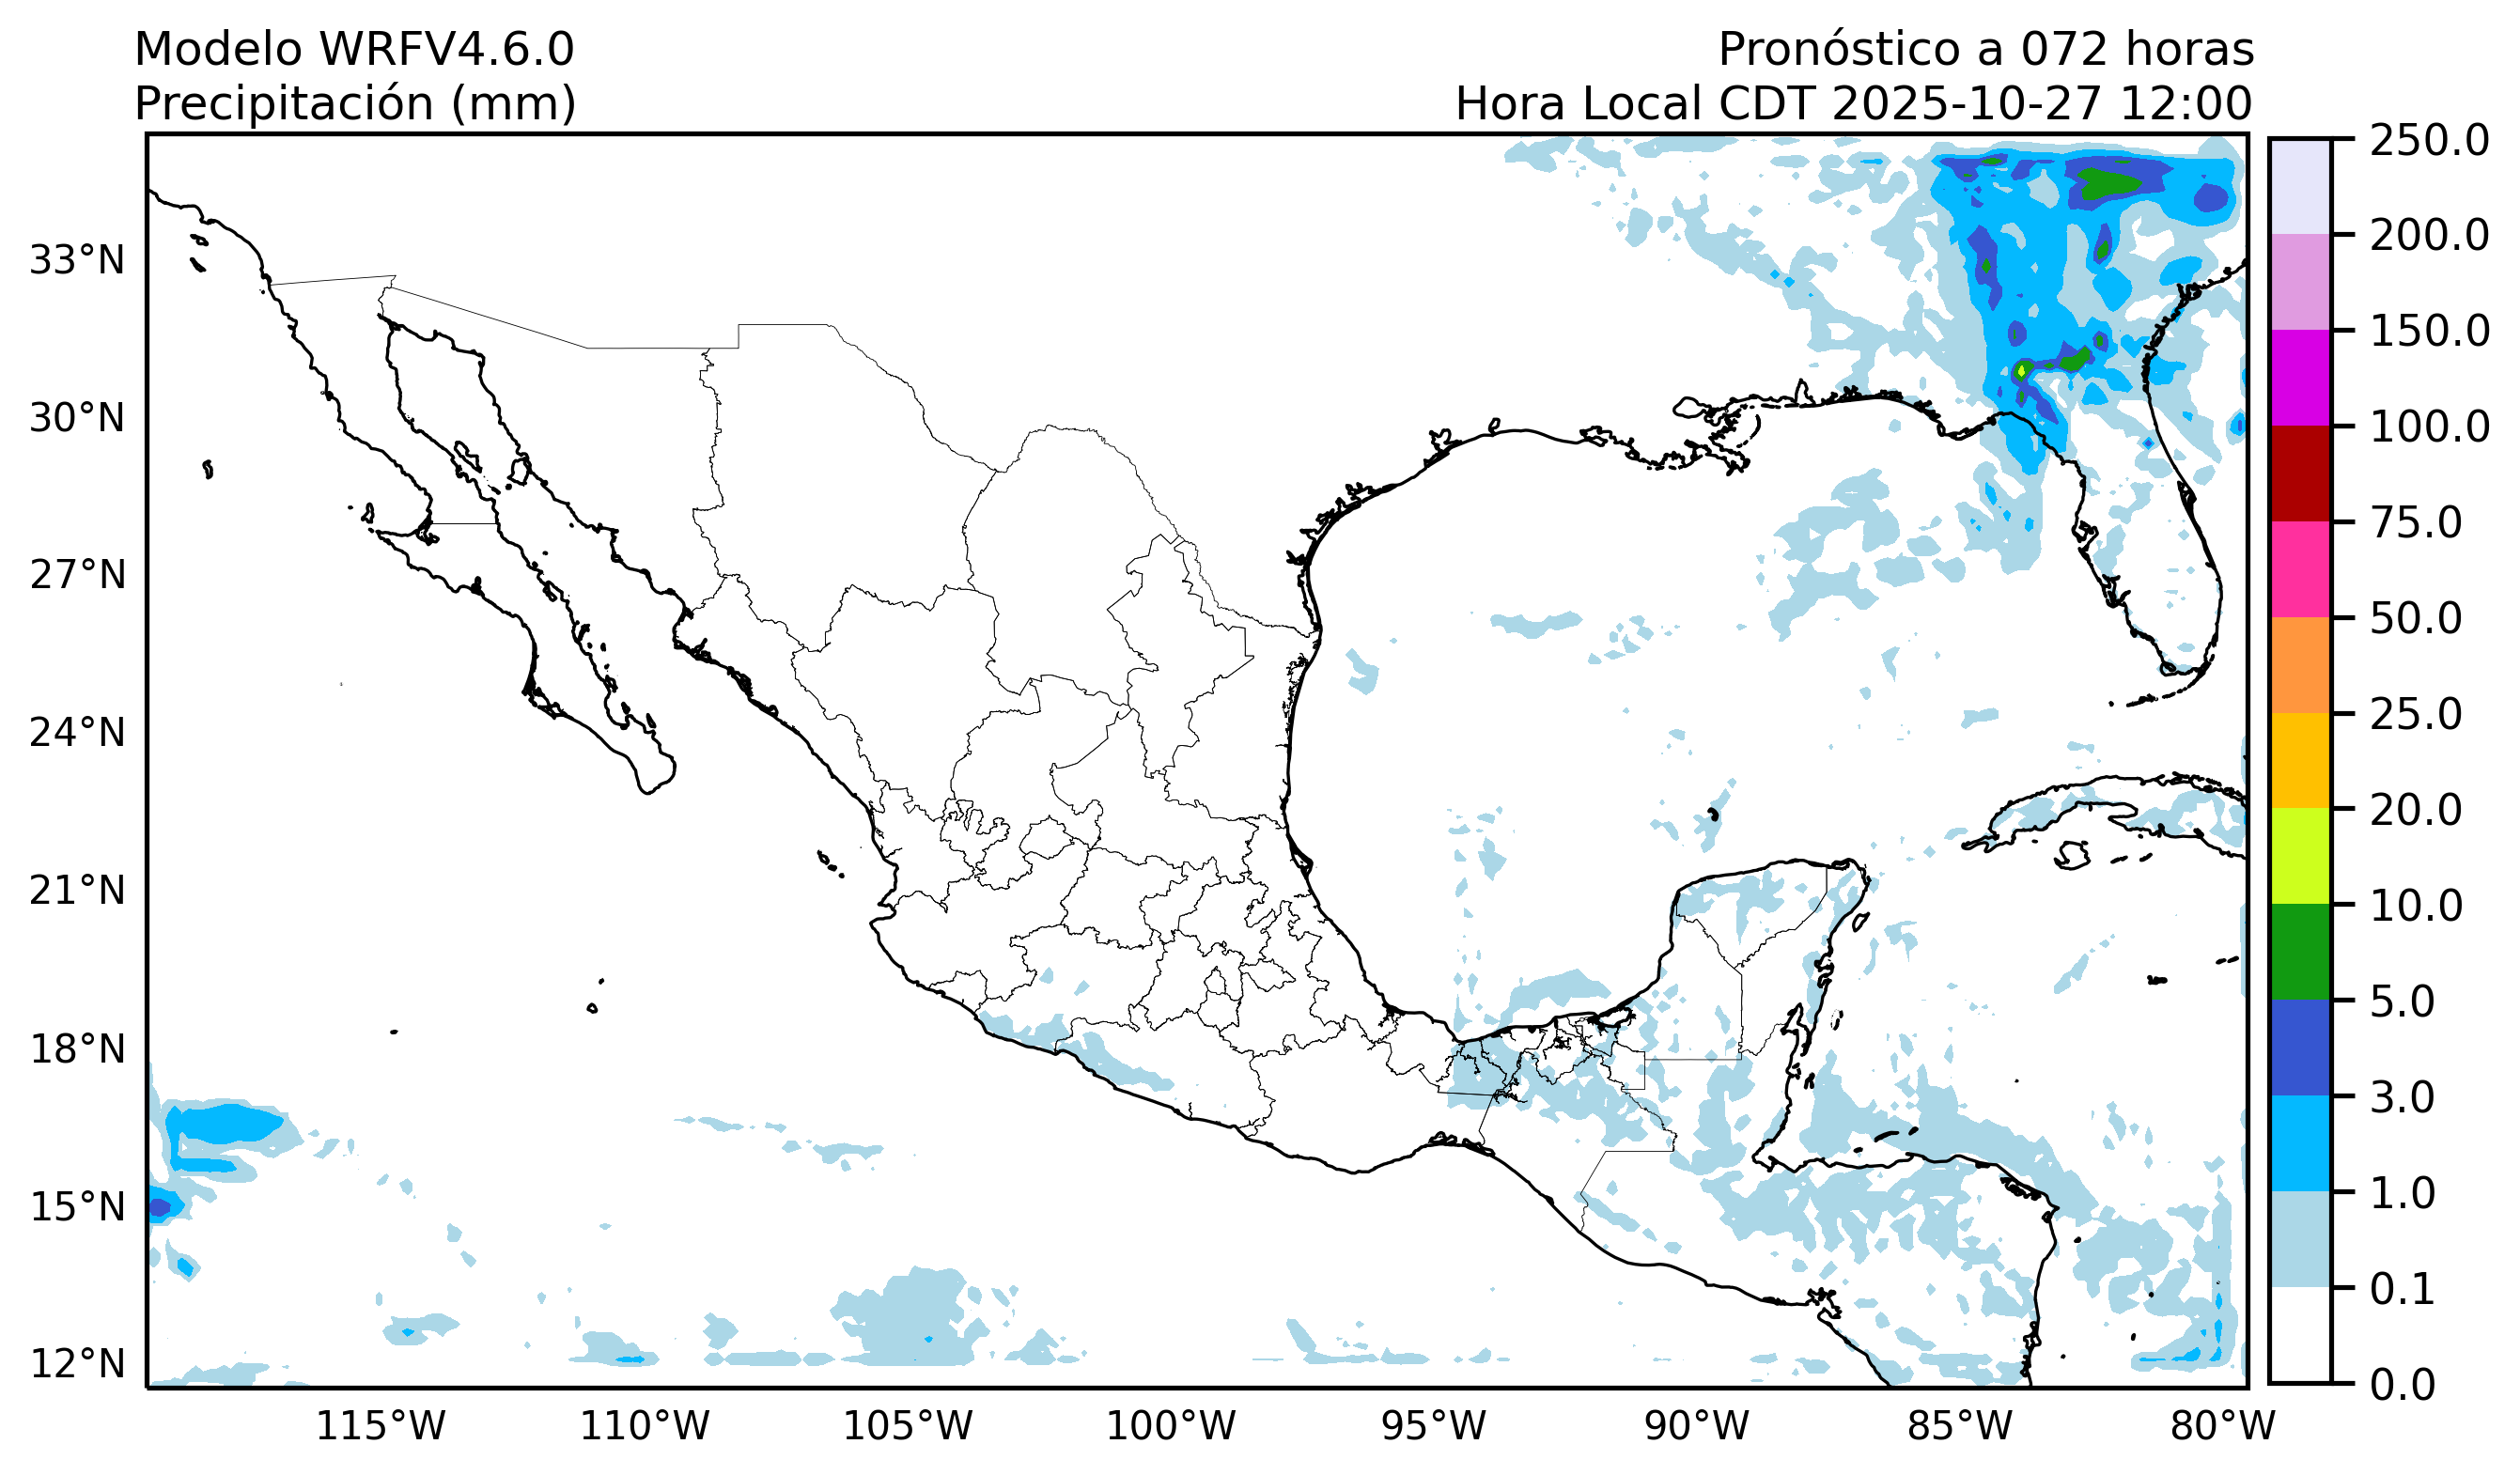 Modelo WRFV4.6.0
Precipitación (mm)
Pronóstico a 072 horas
Hora Local CDT 2025-10-27 12:00
33°N
30°N
27°N
24°N
21°N
18°N
15°N
12°N
115°W
110°W
105°W
100°W
95°W
90°W
85°W
80°W
250.0
200.0
150.0
100.0
75.0
50.0
25.0
20.0
10.0
5.0
3.0
1.0
0.1
0.0